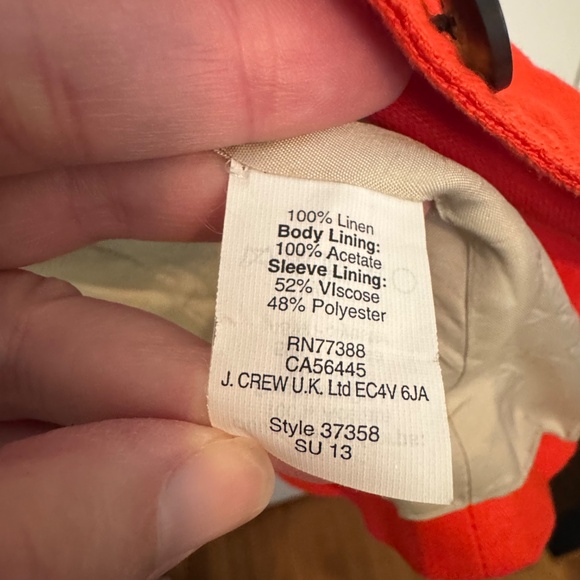 100% Linen
Body Lining:
100% Acetate
Sleeve Lining:
52% VIscose
48% Polyester
RN77388
CA56445
J. CREW U.K. Ltd EC4V 6JA
Style 37358
SU 13